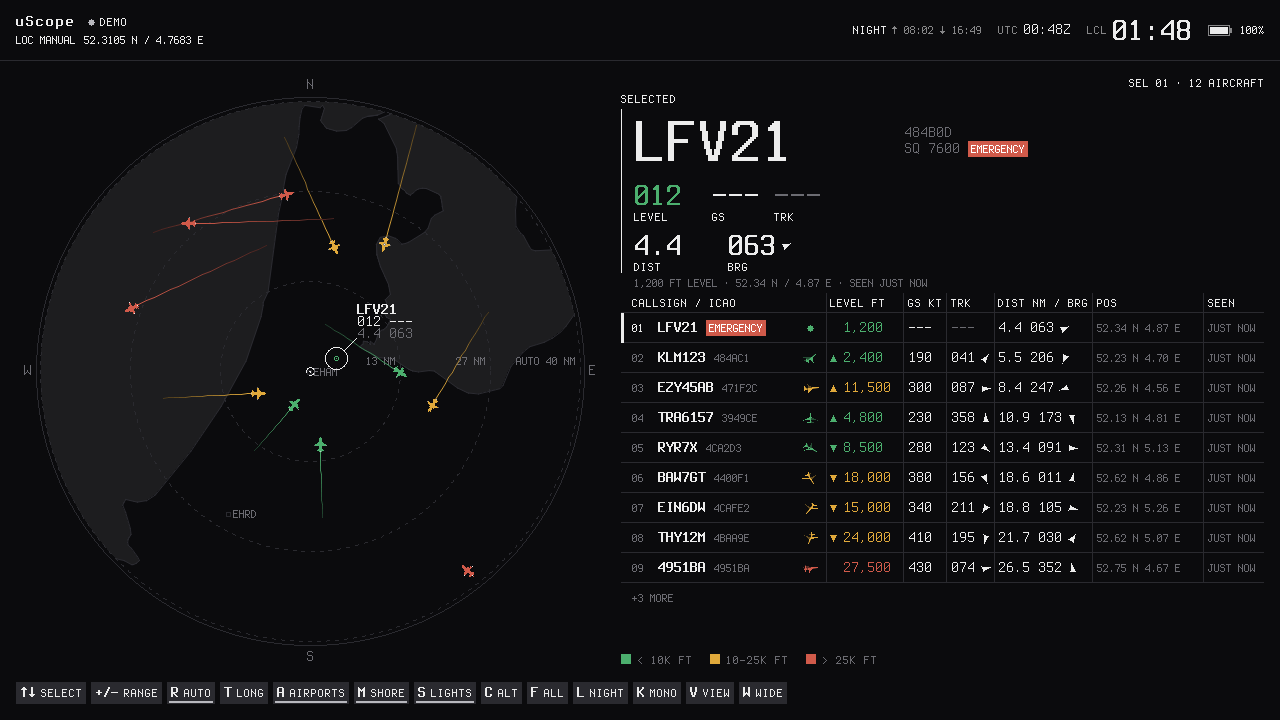 uScope DEMO
LOC MANUAL 52.3105 N / 4.7683 E
NIGHT ↑ 08:02 ↓ 16:49 UTC 00:48Z LCL 01:48 100%
SEL 01 · 12 AIRCRAFT
SELECTED
LFV21
484B0D
SQ 7600 EMERGENCY
012 --- ---
LEVEL GS TRK
4.4 063
DIST BRG
1,200 FT LEVEL · 52.34 N / 4.87 E · SEEN JUST NOW
CALLSIGN / ICAO LEVEL FT GS KT TRK DIST NM / BRG POS SEEN
01 LFV21 EMERGENCY 1,200 --- --- 4.4 063 52.34 N 4.87 E JUST NOW
02 KLM123 484AC1 ▲ 2,400 190 041 5.5 206 52.23 N 4.70 E JUST NOW
03 EZY45AB 471F2C ▲ 11,500 300 087 8.4 247 52.26 N 4.56 E JUST NOW
04 TRA6157 3949CE ▲ 4,800 230 358 10.9 173 52.13 N 4.81 E JUST NOW
05 RYR7X 4CA2D3 ▼ 8,500 280 123 13.4 091 52.31 N 5.13 E JUST NOW
06 BAW7GT 4400F1 ▼ 18,000 380 156 18.6 011 52.62 N 4.86 E JUST NOW
07 EIN6DW 4CAFE2 ▼ 15,000 340 211 18.8 105 52.23 N 5.26 E JUST NOW
08 THY12M 4BAA9E ▼ 24,000 410 195 21.7 030 52.62 N 5.07 E JUST NOW
09 4951BA 4951BA 27,500 430 074 26.5 352 52.75 N 4.67 E JUST NOW
+3 MORE
< 10K FT 10-25K FT > 25K FT
N
LFV21
012 ---
4.4 063
13 NM 27 NM AUTO 40 NM
W E
EHAM
EHRD
S
↑↓ SELECT +/- RANGE R AUTO T LONG A AIRPORTS M SHORE S LIGHTS C ALT F ALL L NIGHT K MONO V VIEW W WIDE